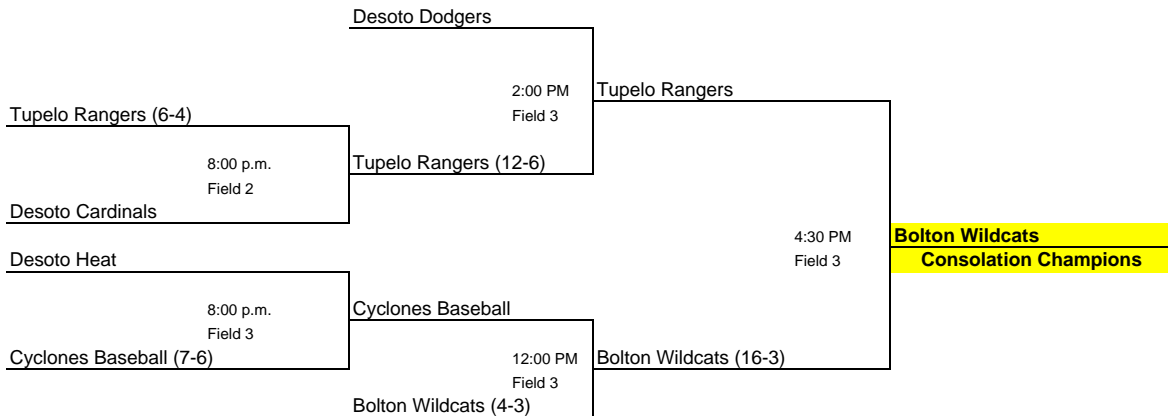 Desoto Dodgers
2:00 PM
Tupelo Rangers
Tupelo Rangers (6-4)
Field 3
8:00 p.m.
Tupelo Rangers (12-6)
Field 2
Desoto Cardinals
4:30 PM
Bolton Wildcats
Desoto Heat
Field 3
Consolation Champions
8:00 p.m.
Cyclones Baseball
Field 3
Cyclones Baseball (7-6)
12:00 PM
Bolton Wildcats (16-3)
Field 3
Bolton Wildcats (4-3)